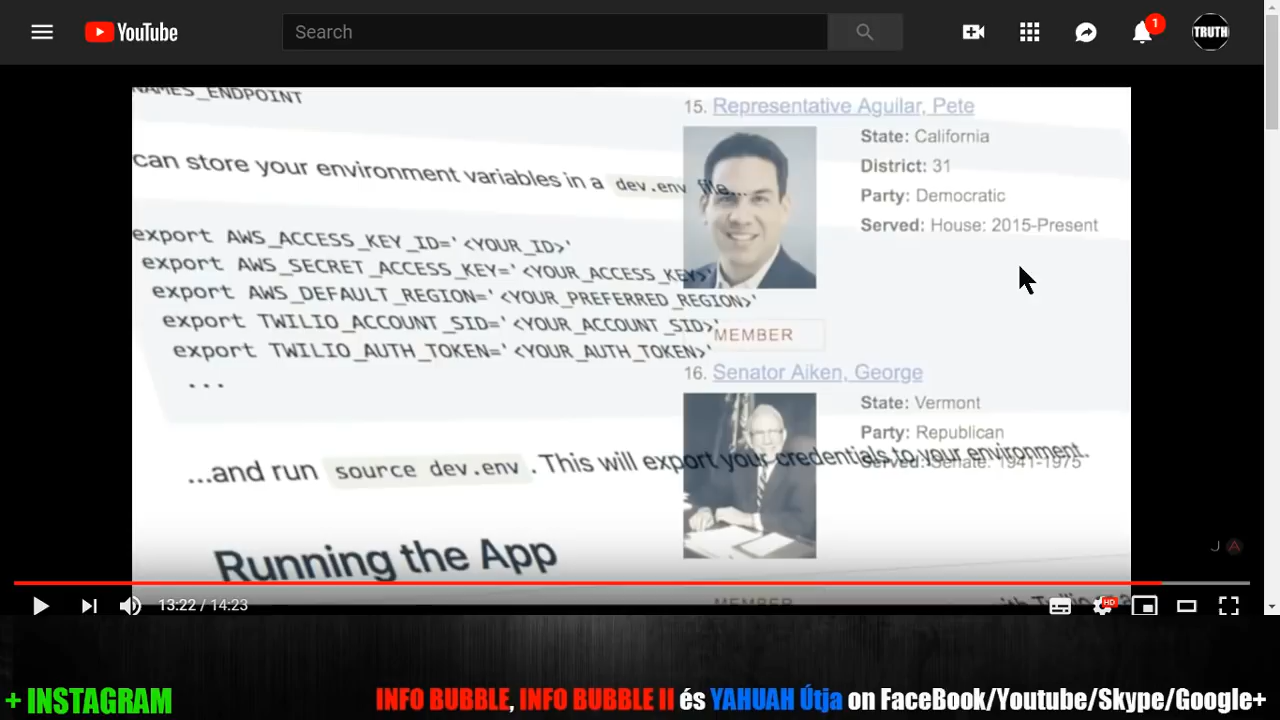 YouTube
Search
1
TRUTH
NAMES_ENDPOINT
can store your environment variables in a dev.env file...
export AWS_ACCESS_KEY_ID='<YOUR_ID>'
export AWS_SECRET_ACCESS_KEY='<YOUR_ACCESS_KEY>'
export AWS_DEFAULT_REGION='<YOUR_PREFERRED_REGION>'
export TWILIO_ACCOUNT_SID='<YOUR_ACCOUNT_SID>'
export TWILIO_AUTH_TOKEN='<YOUR_AUTH_TOKEN>'
...
...and run source dev.env . This will export your credentials to your environment.
Running the App
15. Representative Aguilar, Pete
State: California
District: 31
Party: Democratic
Served: House: 2015-Present
MEMBER
16. Senator Aiken, George
State: Vermont
Party: Republican
Served: Senate: 1941-1975
MEMBER
J A
13:22 / 14:23
HD
+ INSTAGRAM
INFO BUBBLE, INFO BUBBLE II és YAHUAH Útja on FaceBook/Youtube/Skype/Google+